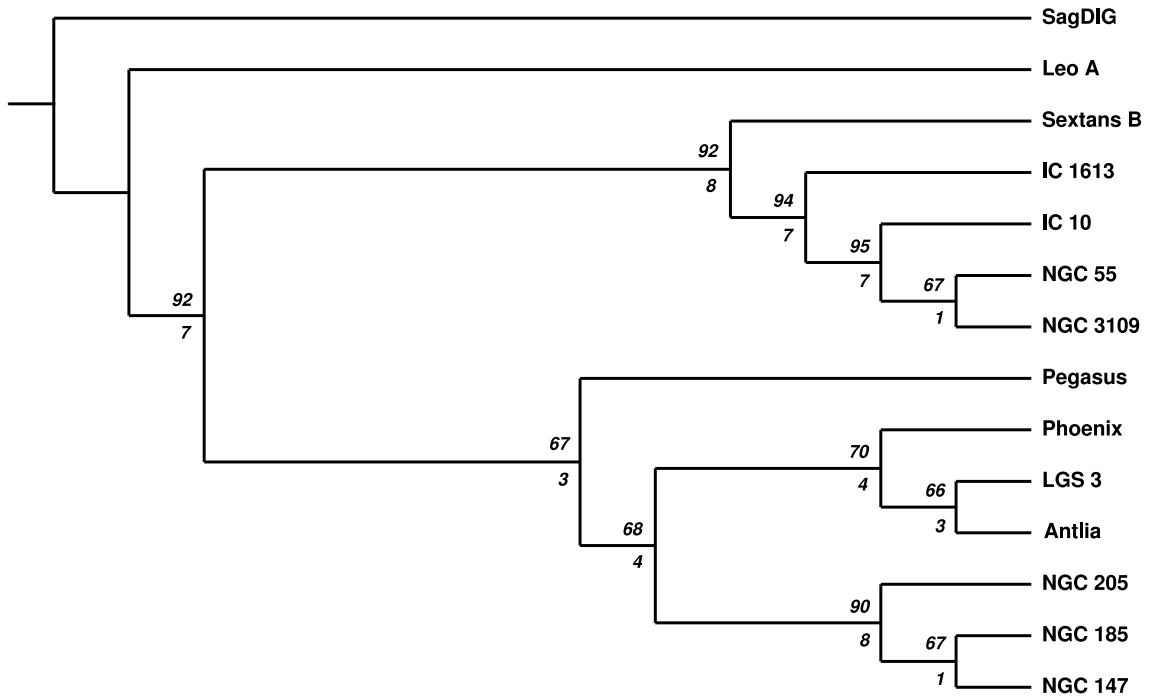 SagDIG
Leo A
Sextans B
92
8
IC 1613
94
7
IC 10
95
7
NGC 55
67
1
NGC 3109
92
7
Pegasus
67
3
Phoenix
70
4
LGS 3
66
3
Antlia
68
4
NGC 205
90
8
NGC 185
67
1
NGC 147